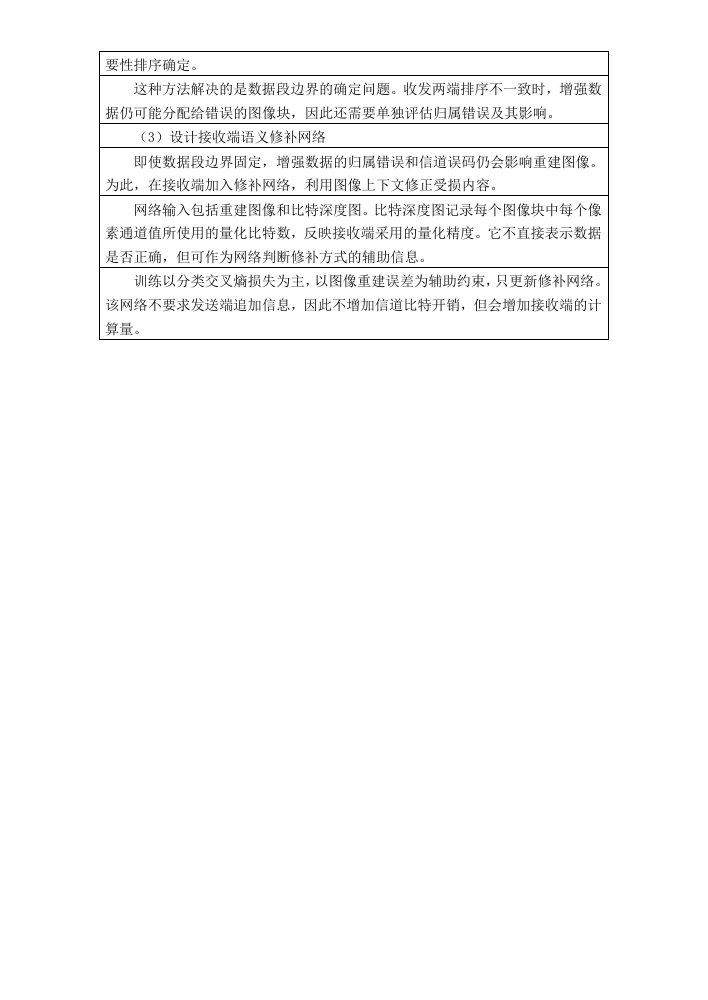 要性排序确定。
这种方法解决的是数据段边界的确定问题。收发两端排序不一致时，增强数
据仍可能分配给错误的图像块，因此还需要单独评估归属错误及其影响。
（3）设计接收端语义修补网络
即使数据段边界固定，增强数据的归属错误和信道误码仍会影响重建图像。
为此，在接收端加入修补网络，利用图像上下文修正受损内容。
网络输入包括重建图像和比特深度图。比特深度图记录每个图像块中每个像
素通道值所使用的量化比特数，反映接收端采用的量化精度。它不直接表示数据
是否正确，但可作为网络判断修补方式的辅助信息。
训练以分类交叉熵损失为主，以图像重建误差为辅助约束，只更新修补网络。
该网络不要求发送端追加信息，因此不增加信道比特开销，但会增加接收端的计
算量。